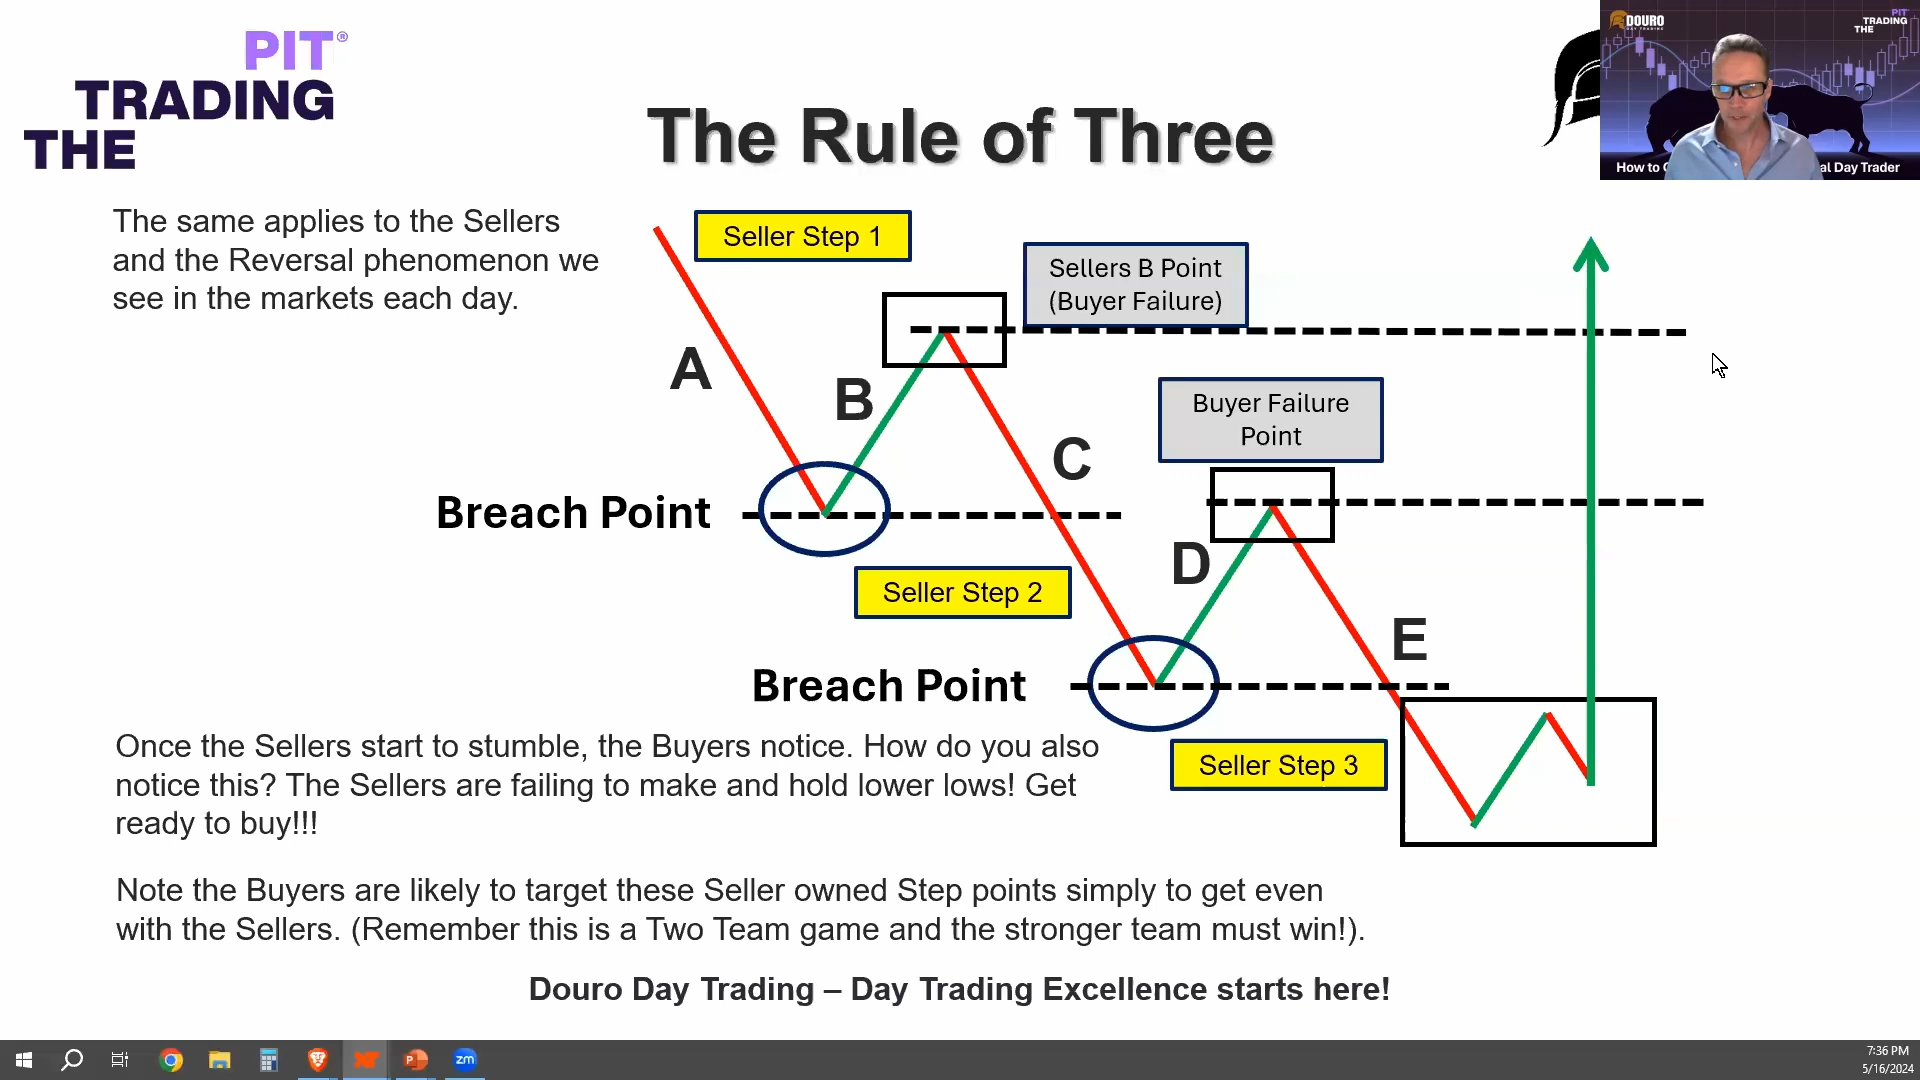 PIT®
TRADING
THE
The Rule of Three
DOURO
DAY TRADING
PIT
TRADING
THE
How to
al Day Trader
The same applies to the Sellers
and the Reversal phenomenon we
see in the markets each day.
Seller Step 1
Sellers B Point
(Buyer Failure)
A
B
C
Buyer Failure
Point
Breach Point
D
Seller Step 2
E
Breach Point
Seller Step 3
Once the Sellers start to stumble, the Buyers notice. How do you also
notice this? The Sellers are failing to make and hold lower lows! Get
ready to buy!!!
Note the Buyers are likely to target these Seller owned Step points simply to get even
with the Sellers. (Remember this is a Two Team game and the stronger team must win!).
Douro Day Trading – Day Trading Excellence starts here!
P
zm
7:36 PM
5/16/2024